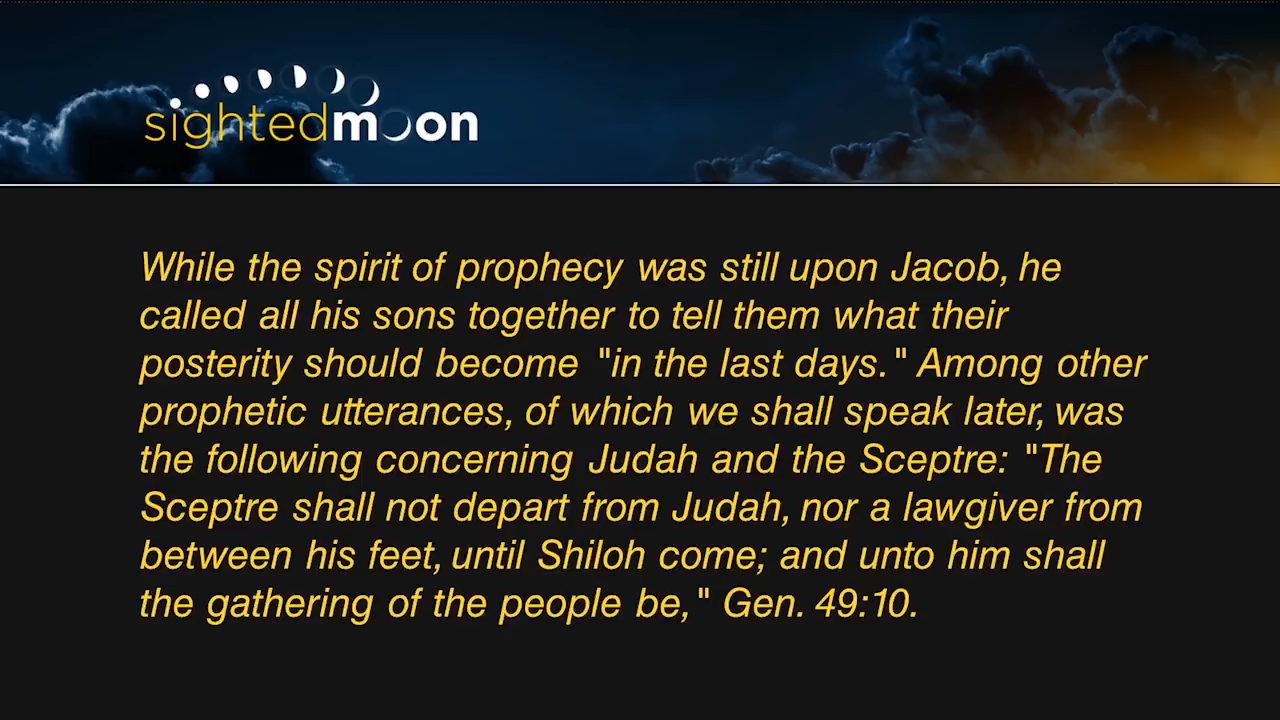 sightedmoon
While the spirit of prophecy was still upon Jacob, he
called all his sons together to tell them what their
posterity should become "in the last days." Among other
prophetic utterances, of which we shall speak later, was
the following concerning Judah and the Sceptre: "The
Sceptre shall not depart from Judah, nor a lawgiver from
between his feet, until Shiloh come; and unto him shall
the gathering of the people be," Gen. 49:10.